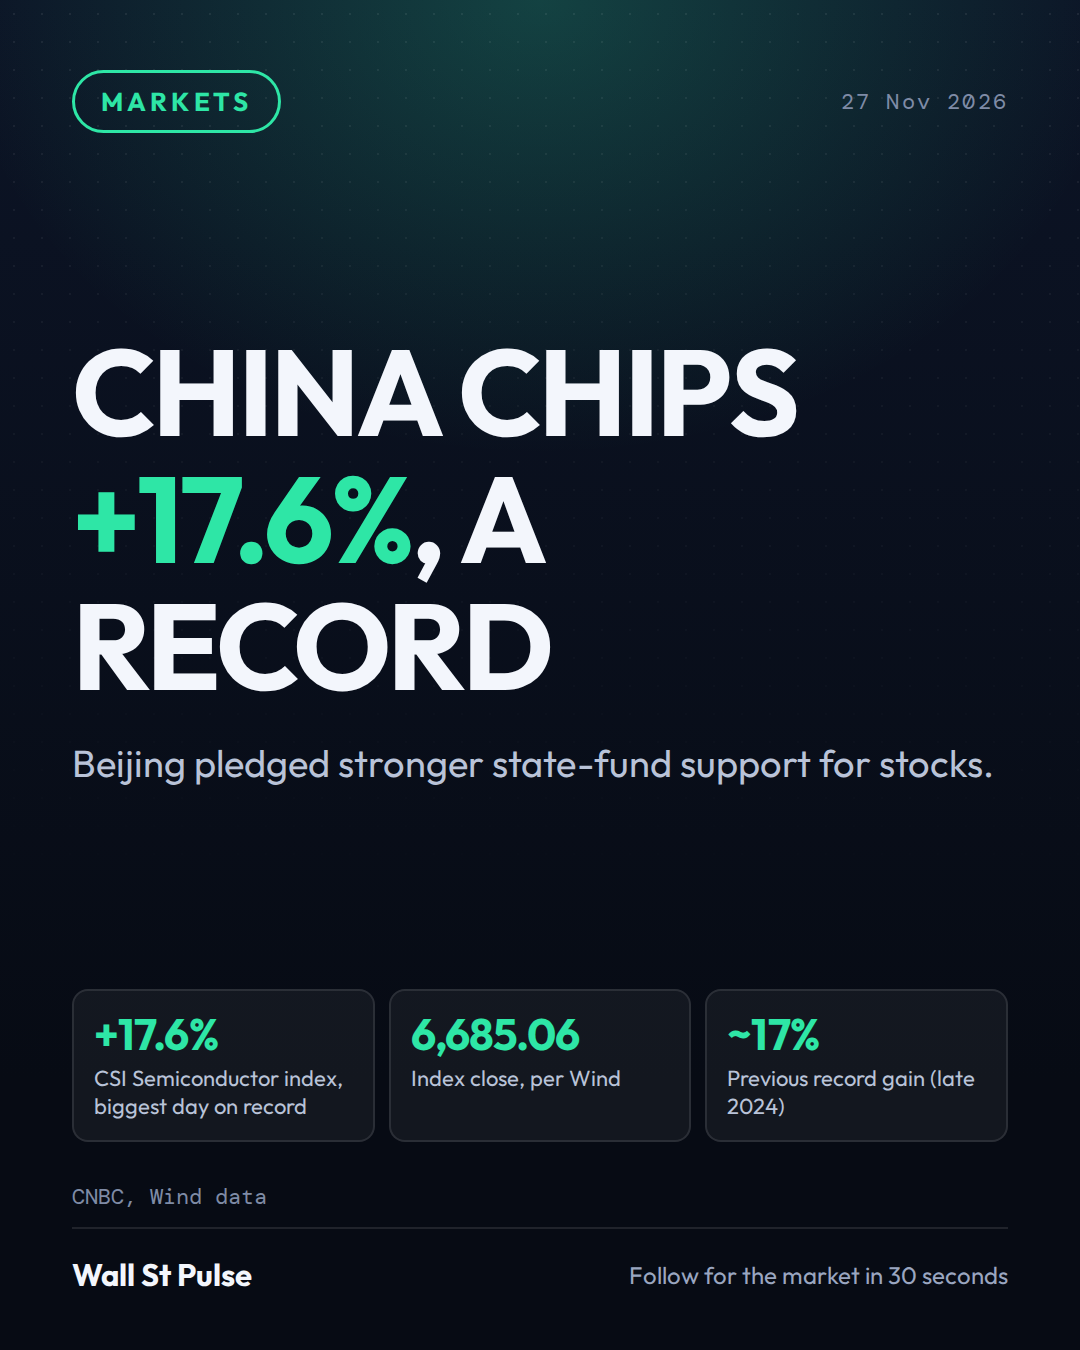 MARKETS
27 Nov 2026
CHINA CHIPS
+17.6%, A
RECORD
Beijing pledged stronger state-fund support for stocks.
+17.6%
CSI Semiconductor index,
biggest day on record
6,685.06
Index close, per Wind
~17%
Previous record gain (late
2024)
CNBC, Wind data
Wall St Pulse
Follow for the market in 30 seconds